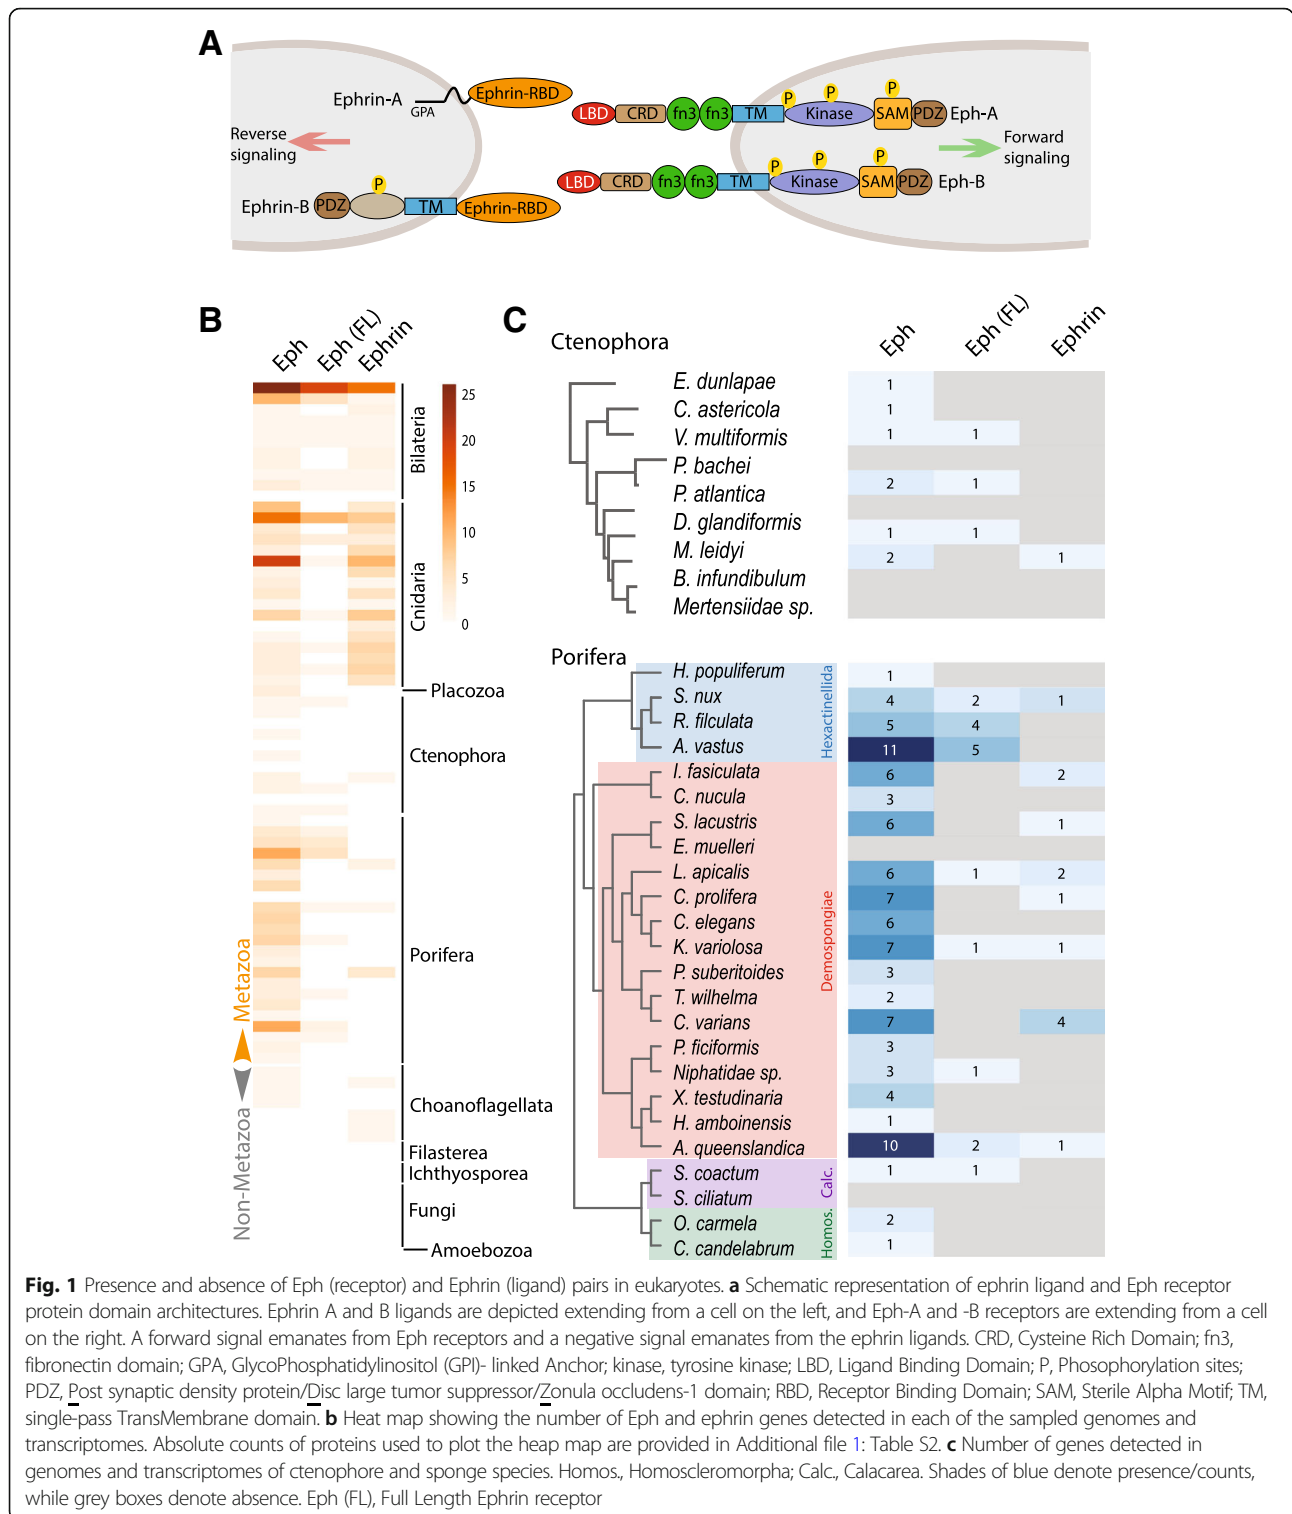 A
Ephrin-A
GPA
Ephrin-RBD
LBD CRD fn3 fn3 TM P Kinase P SAM P PDZ Eph-A
Reverse
signaling
Forward
signaling
LBD CRD fn3 fn3 TM P Kinase P SAM P PDZ Eph-B
Ephrin-B PDZ P TM Ephrin-RBD
B
Eph
Eph (FL)
Ephrin
25
20
15
10
5
0
Bilateria
Cnidaria
Placozoa
Ctenophora
Porifera
Choanoflagellata
Filasterea
Ichthyosporea
Fungi
Amoebozoa
Metazoa
Non-Metazoa
C
Ctenophora
Eph
Eph (FL)
Ephrin
E. dunlapae 1
C. astericola 1
V. multiformis 1 1
P. bachei
P. atlantica 2 1
D. glandiformis 1 1
M. leidyi 2 1
B. infundibulum
Mertensiidae sp.
Porifera
H. populiferum 1
S. nux 4 2 1
R. filculata 5 4
A. vastus 11 5
Hexactinellida
I. fasiculata 6 2
C. nucula 3
S. lacustris 6 1
E. muelleri
L. apicalis 6 1 2
C. prolifera 7 1
C. elegans 6
K. variolosa 7 1 1
P. suberitoides 3
T. wilhelma 2
C. varians 7 4
P. ficiformis 3
Niphatidae sp. 3 1
X. testudinaria 4
H. amboinensis 1
A. queenslandica 10 2 1
Demospongiae
S. coactum 1 1
S. ciliatum
Calc.
O. carmela 2
C. candelabrum 1
Homos.
Fig. 1 Presence and absence of Eph (receptor) and Ephrin (ligand) pairs in eukaryotes. a Schematic representation of ephrin ligand and Eph receptor
protein domain architectures. Ephrin A and B ligands are depicted extending from a cell on the left, and Eph-A and -B receptors are extending from a cell
on the right. A forward signal emanates from Eph receptors and a negative signal emanates from the ephrin ligands. CRD, Cysteine Rich Domain; fn3,
fibronectin domain; GPA, GlycoPhosphatidylinositol (GPI)- linked Anchor; kinase, tyrosine kinase; LBD, Ligand Binding Domain; P, Phosophorylation sites;
PDZ, Post synaptic density protein/Disc large tumor suppressor/Zonula occludens-1 domain; RBD, Receptor Binding Domain; SAM, Sterile Alpha Motif; TM,
single-pass TransMembrane domain. b Heat map showing the number of Eph and ephrin genes detected in each of the sampled genomes and
transcriptomes. Absolute counts of proteins used to plot the heap map are provided in Additional file 1: Table S2. c Number of genes detected in
genomes and transcriptomes of ctenophore and sponge species. Homos., Homoscleromorpha; Calc., Calacarea. Shades of blue denote presence/counts,
while grey boxes denote absence. Eph (FL), Full Length Ephrin receptor